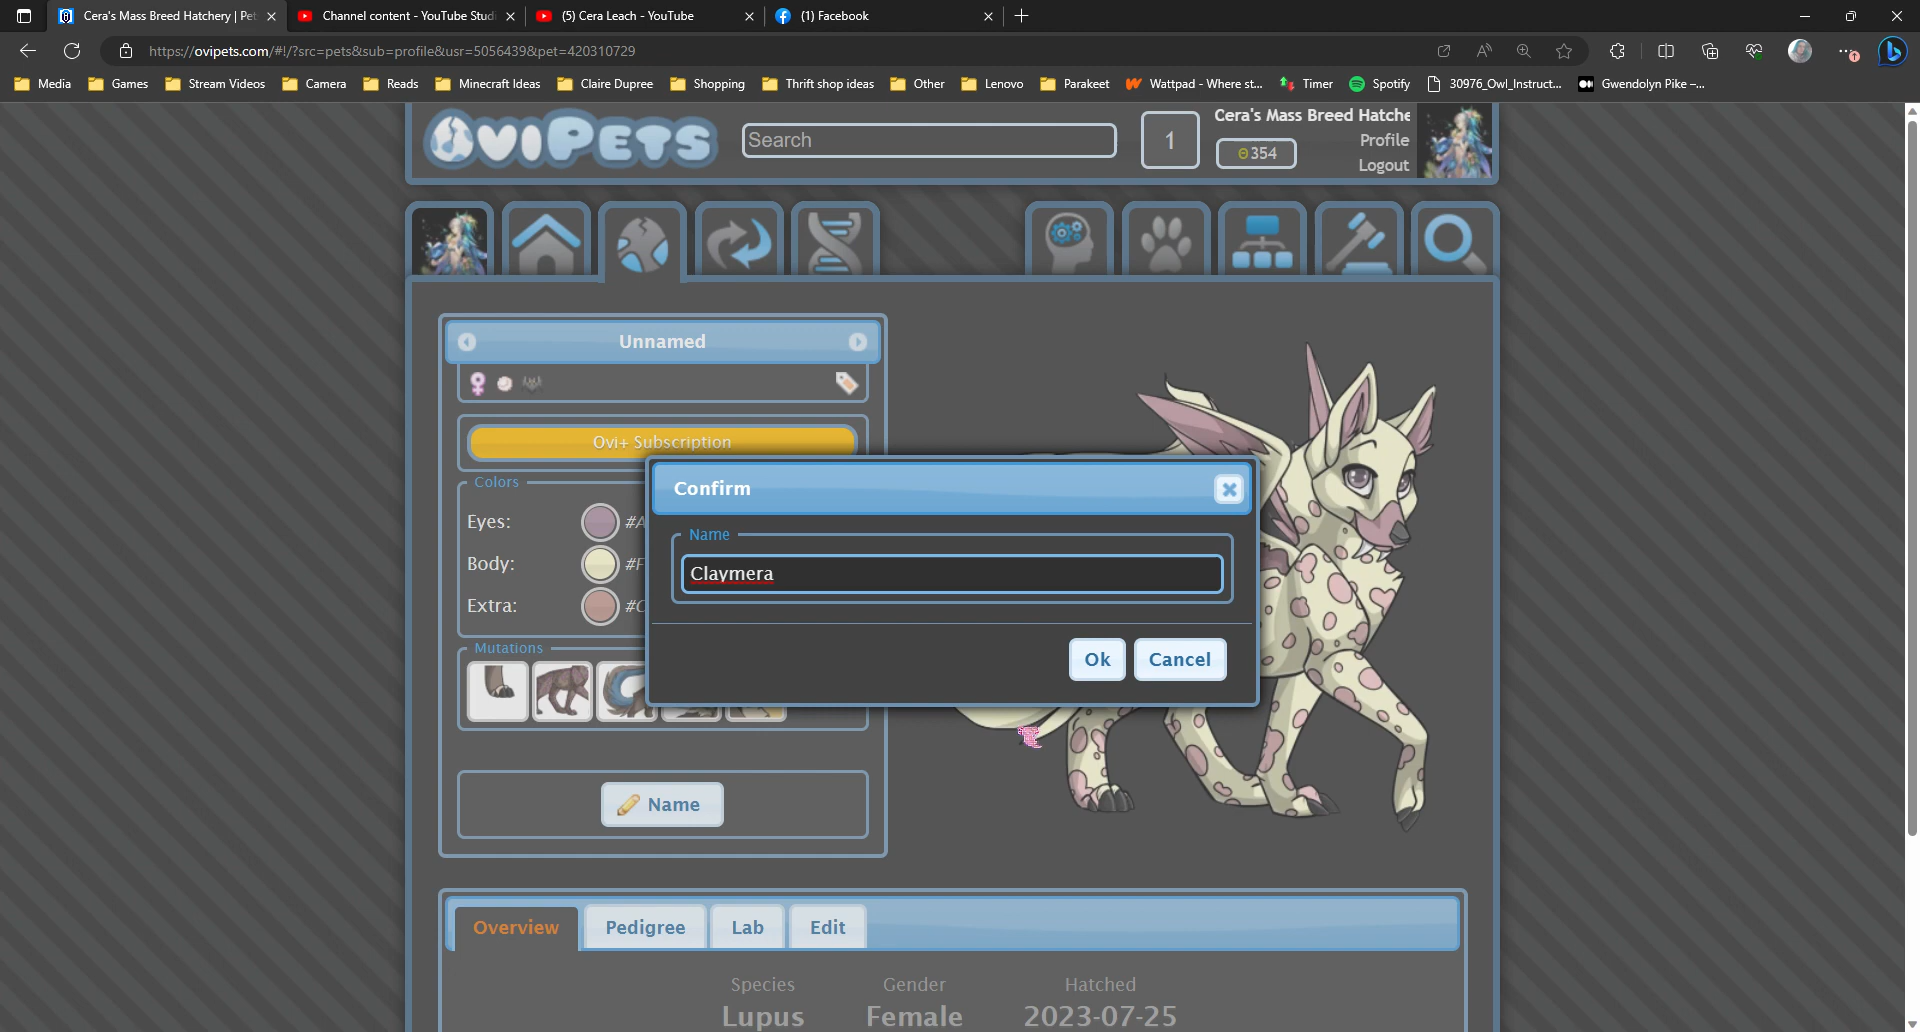 Cera's Mass Breed Hatchery | Pet
Channel content - YouTube Studi
(5) Cera Leach - YouTube
(1) Facebook
https://ovipets.com/#!/?src=pets&sub=profile&usr=5056439&pet=420310729
Media
Games
Stream Videos
Camera
Reads
Minecraft Ideas
Claire Dupree
Shopping
Thrift shop ideas
Other
Lenovo
Parakeet
Wattpad - Where st...
Timer
Spotify
30976_Owl_Instruct...
Gwendolyn Pike –...
OviPets
Search
1
Cera's Mass Breed Hatche
354
Profile
Logout
Unnamed
Ovi+ Subscription
Colors
Eyes: #A
Body: #F
Extra: #C
Mutations
Confirm
Name
Claymera
Ok
Cancel
Name
Overview
Pedigree
Lab
Edit
Species
Gender
Hatched
Lupus
Female
2023-07-25